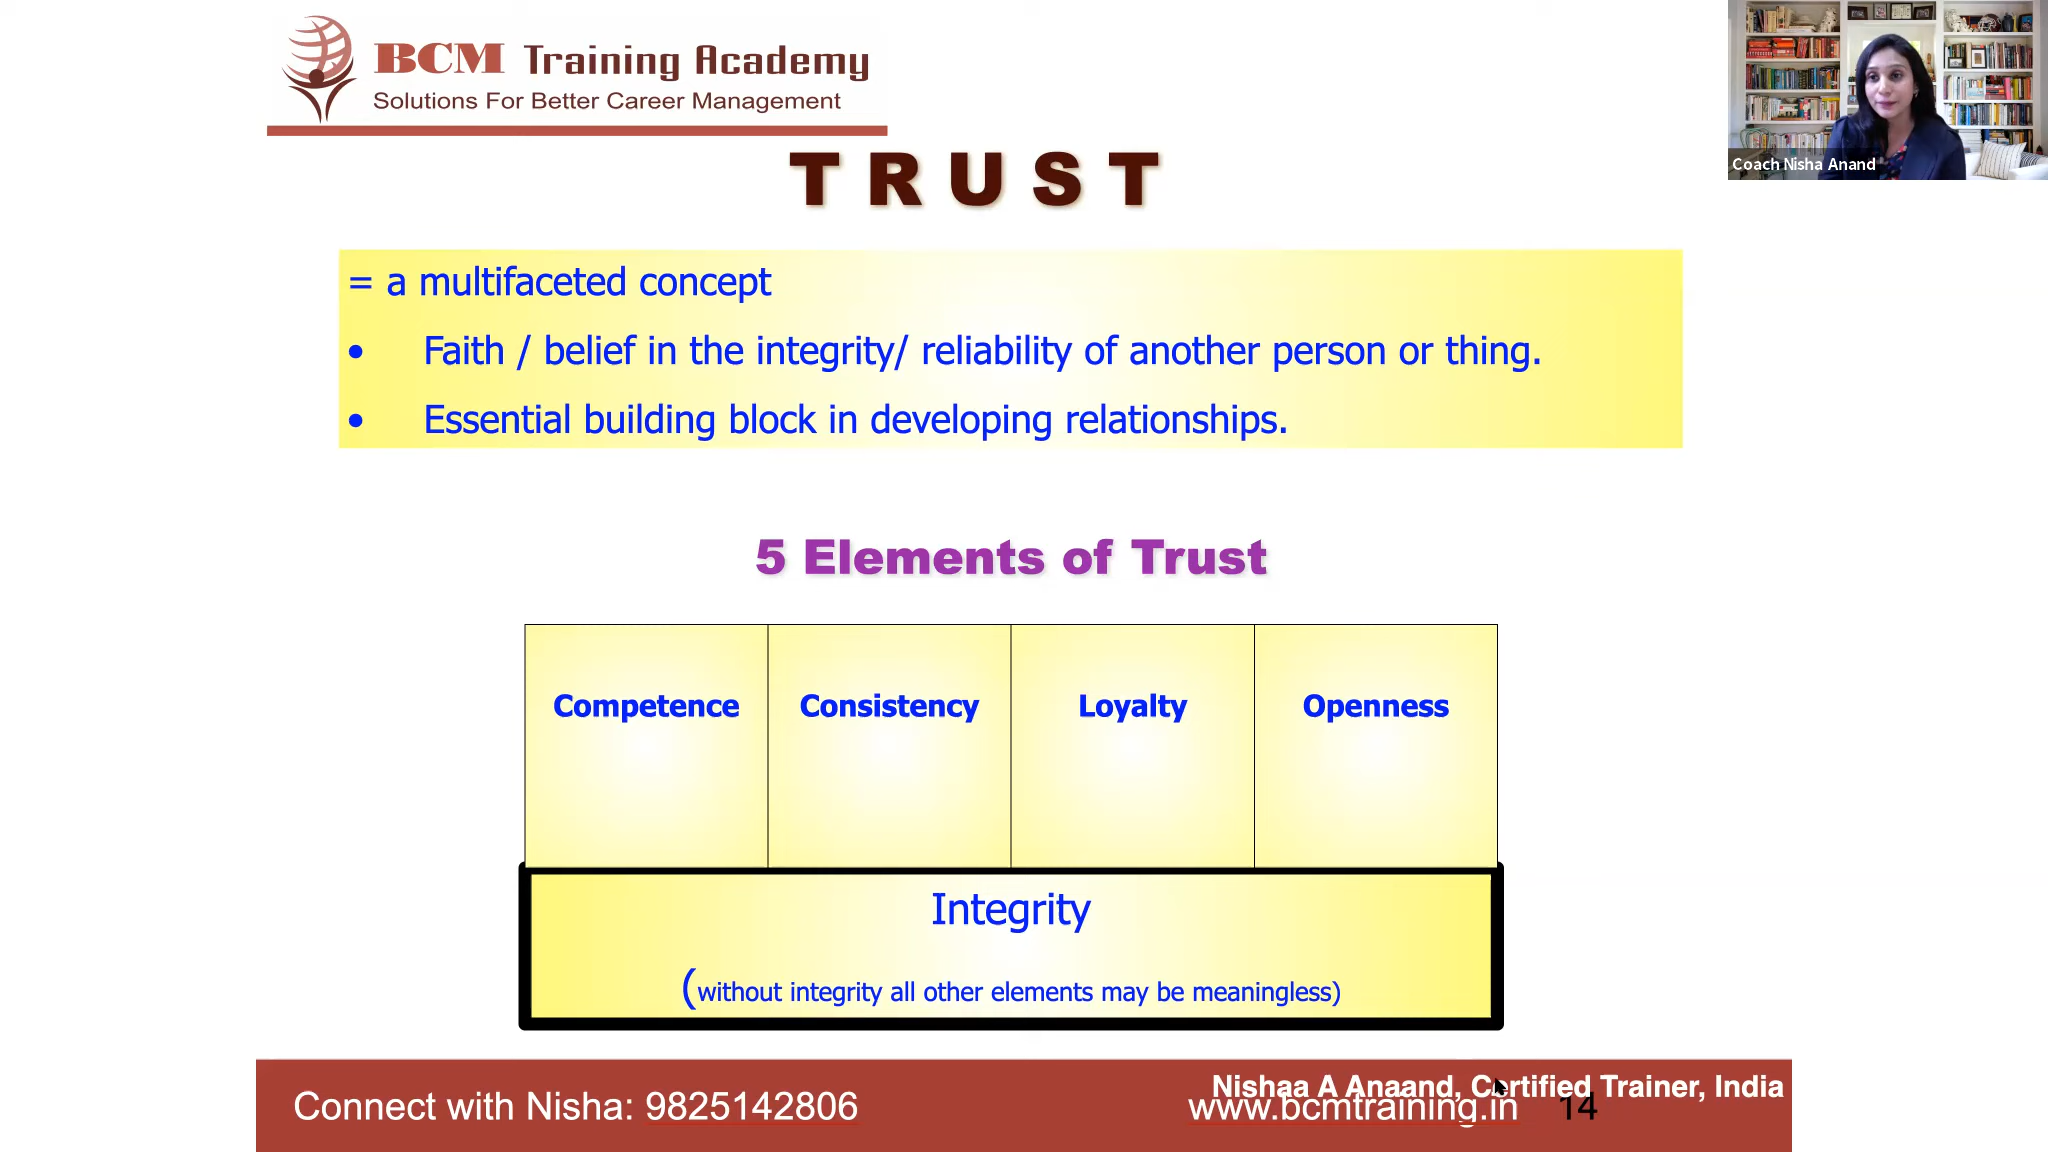 BCM Training Academy
Solutions For Better Career Management
Coach Nisha Anand
T R U S T
= a multifaceted concept
• Faith / belief in the integrity/ reliability of another person or thing.
• Essential building block in developing relationships.
5 Elements of Trust
Competence Consistency Loyalty Openness
Integrity
(without integrity all other elements may be meaningless)
Nishaa A Anaand, Certified Trainer, India
Connect with Nisha: 9825142806 www.bcmtraining.in 14